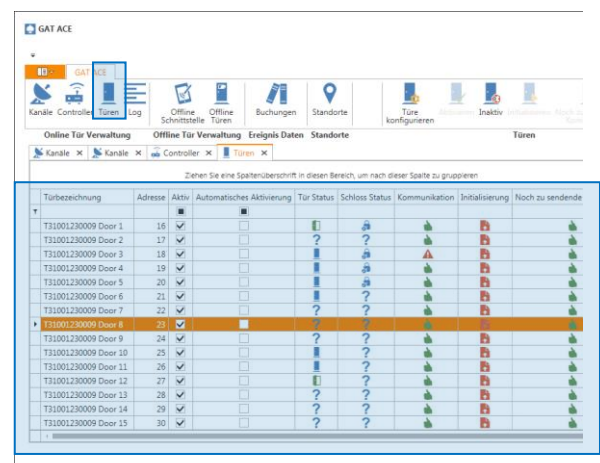 GAT ACE
GAT ACE
Kanäle Controller Türen Log Offline Schnittstelle Offline Türen Buchungen Standorte Türe konfigurieren Aktivieren Inaktiv Initialisieren
Online Tür Verwaltung Offline Tür Verwaltung Ereignis Daten Standorte Türen
Kanäle × Kanäle × Controller × Türen ×
Ziehen Sie eine Spaltenüberschrift in diesen Bereich, um nach dieser Spalte zu gruppieren
Türbezeichnung Adresse Aktiv Automatisches Aktivierung Tür Status Schloss Status Kommunikation Initialisierung Noch zu sendende
T31001230009 Door 1 16
T31001230009 Door 2 17 ? ?
T31001230009 Door 3 18
T31001230009 Door 4 19
T31001230009 Door 5 20
T31001230009 Door 6 21 ?
T31001230009 Door 7 22 ? ?
T31001230009 Door 8 23 ? ?
T31001230009 Door 9 24 ? ?
T31001230009 Door 10 25 ?
T31001230009 Door 11 26 ?
T31001230009 Door 12 27 ?
T31001230009 Door 13 28 ? ?
T31001230009 Door 14 29 ? ?
T31001230009 Door 15 30 ? ?